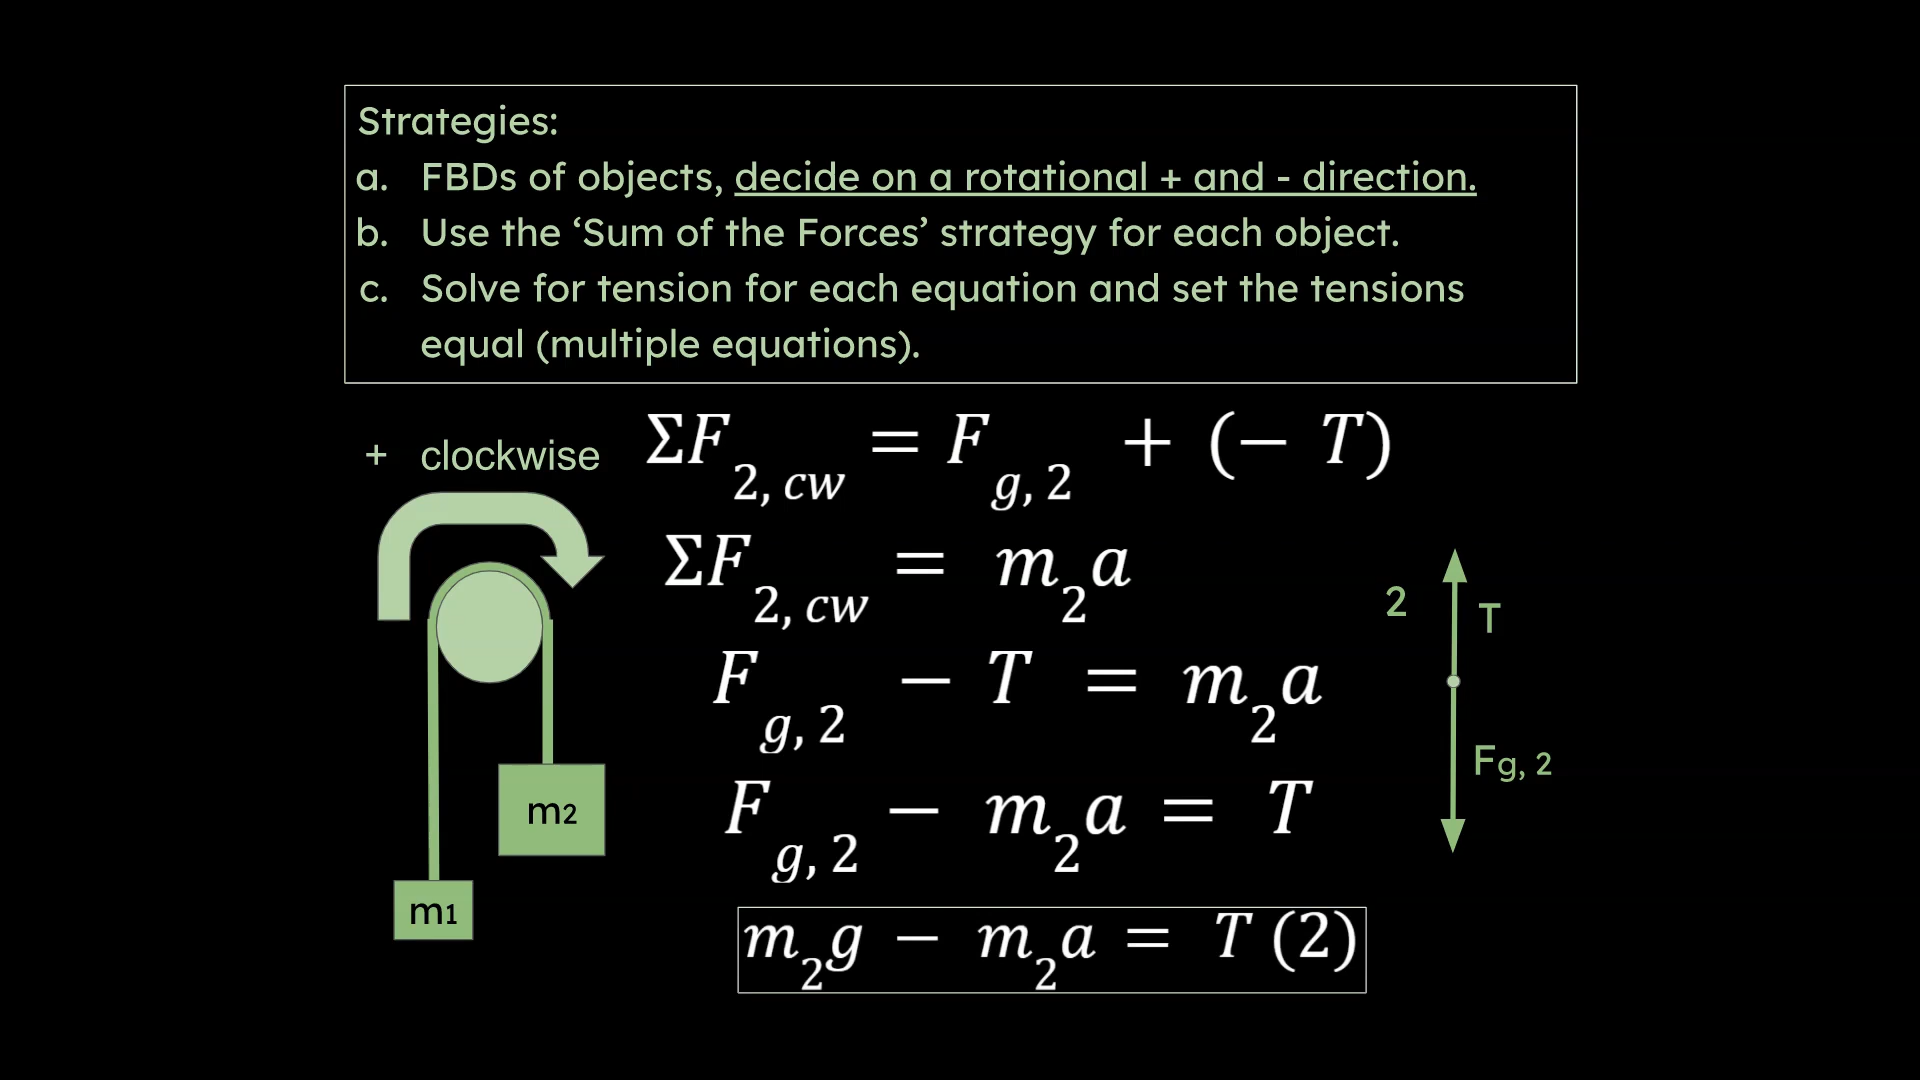 Strategies:
a. FBDs of objects, decide on a rotational + and - direction.
b. Use the ‘Sum of the Forces’ strategy for each object.
c. Solve for tension for each equation and set the tensions
equal (multiple equations).
+ clockwise
ΣF2, cw = Fg, 2 + (− T)
ΣF2, cw = m2a
Fg, 2 − T = m2a
Fg, 2 − m2a = T
m2g − m2a = T (2)
m2
m1
2
T
Fg, 2